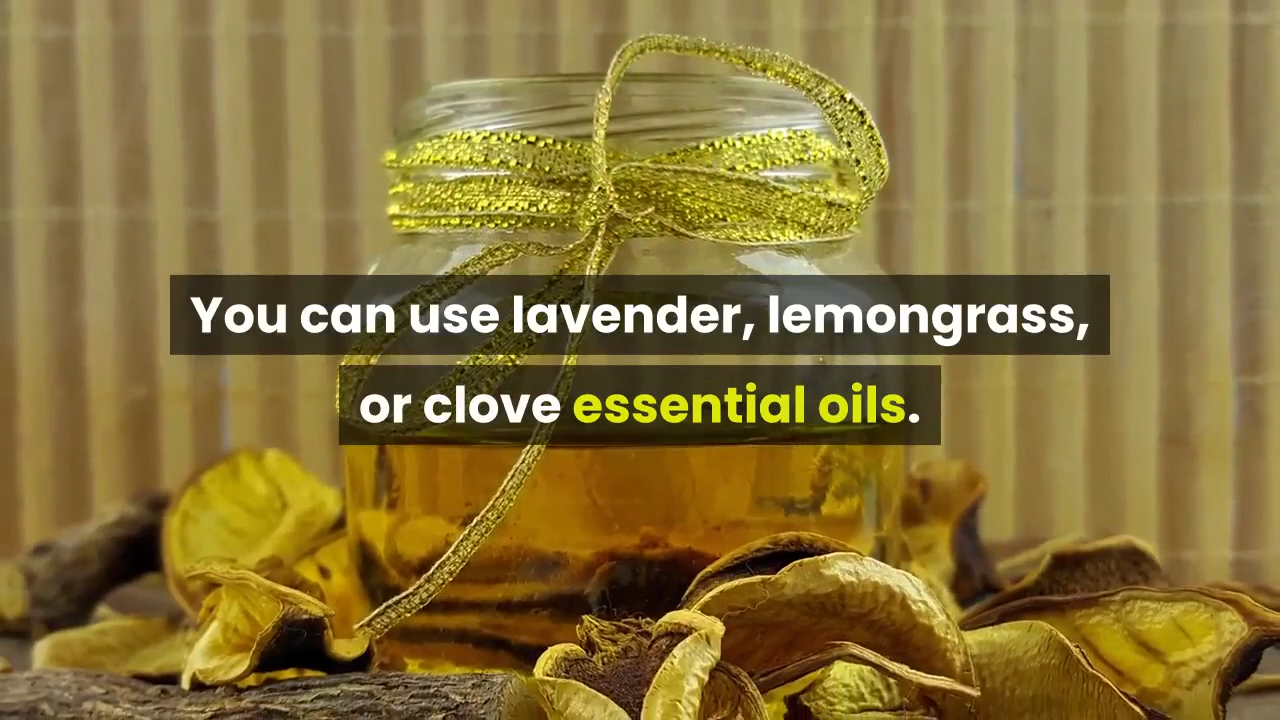 You can use lavender, lemongrass,
or clove essential oils.